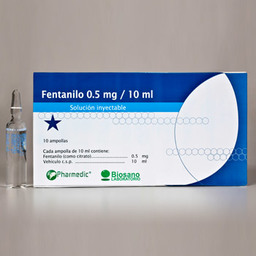 Fentanilo 0.5 mg / 10 ml
Solución inyectable
10 ampollas
Cada ampolla de 10 ml contiene:
Fentanilo (como citrato)............ 0.5 mg
Vehículo c.s.p. ........................ 10 ml
Pharmedic®
Biosano
LABORATORIO